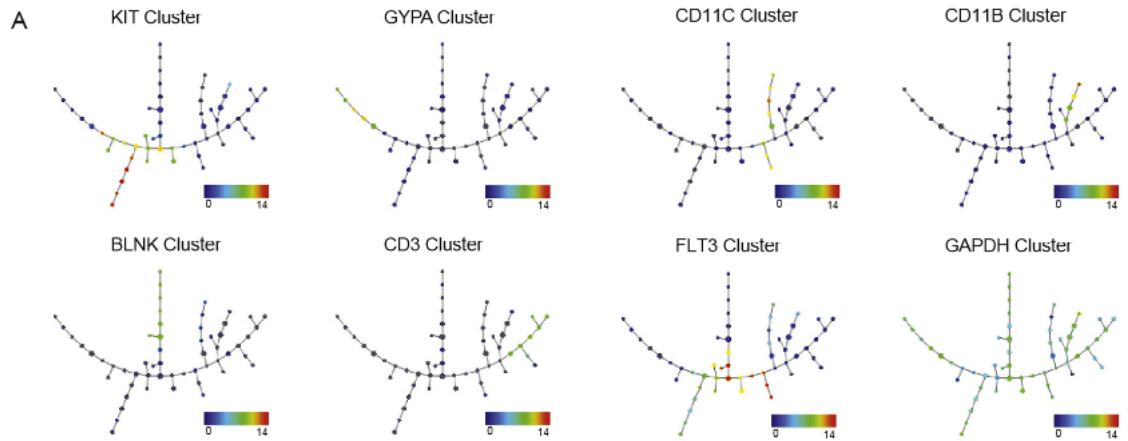 A
KIT Cluster
GYPA Cluster
CD11C Cluster
CD11B Cluster
0 14
0 14
0 14
0 14
BLNK Cluster
CD3 Cluster
FLT3 Cluster
GAPDH Cluster
0 14
0 14
0 14
0 14